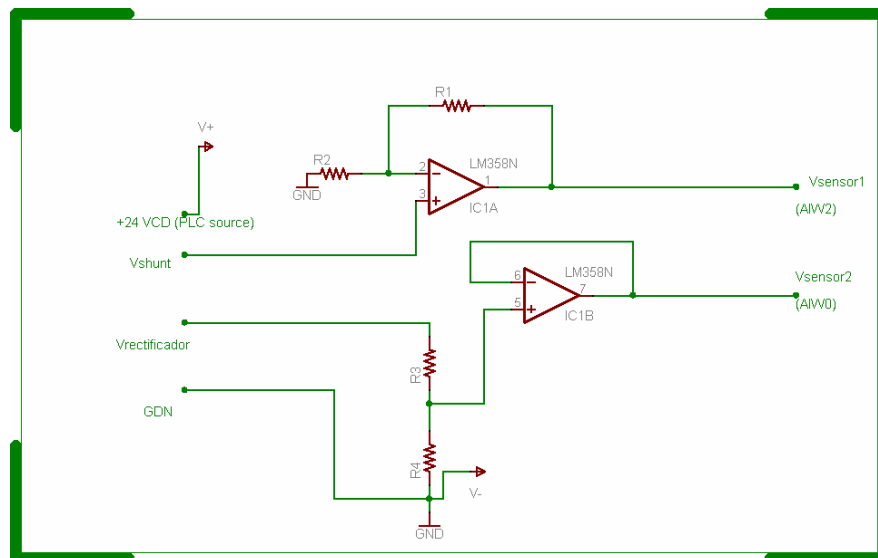 R1
V+
R2
LM358N
2
1
3
GND
IC1A
Vsensor1
(AIW2)
+24 VCD (PLC source)
Vshunt
LM358N
6
7
5
IC1B
Vsensor2
(AIW0)
Vrectificador
R3
GDN
R4
V-
GND